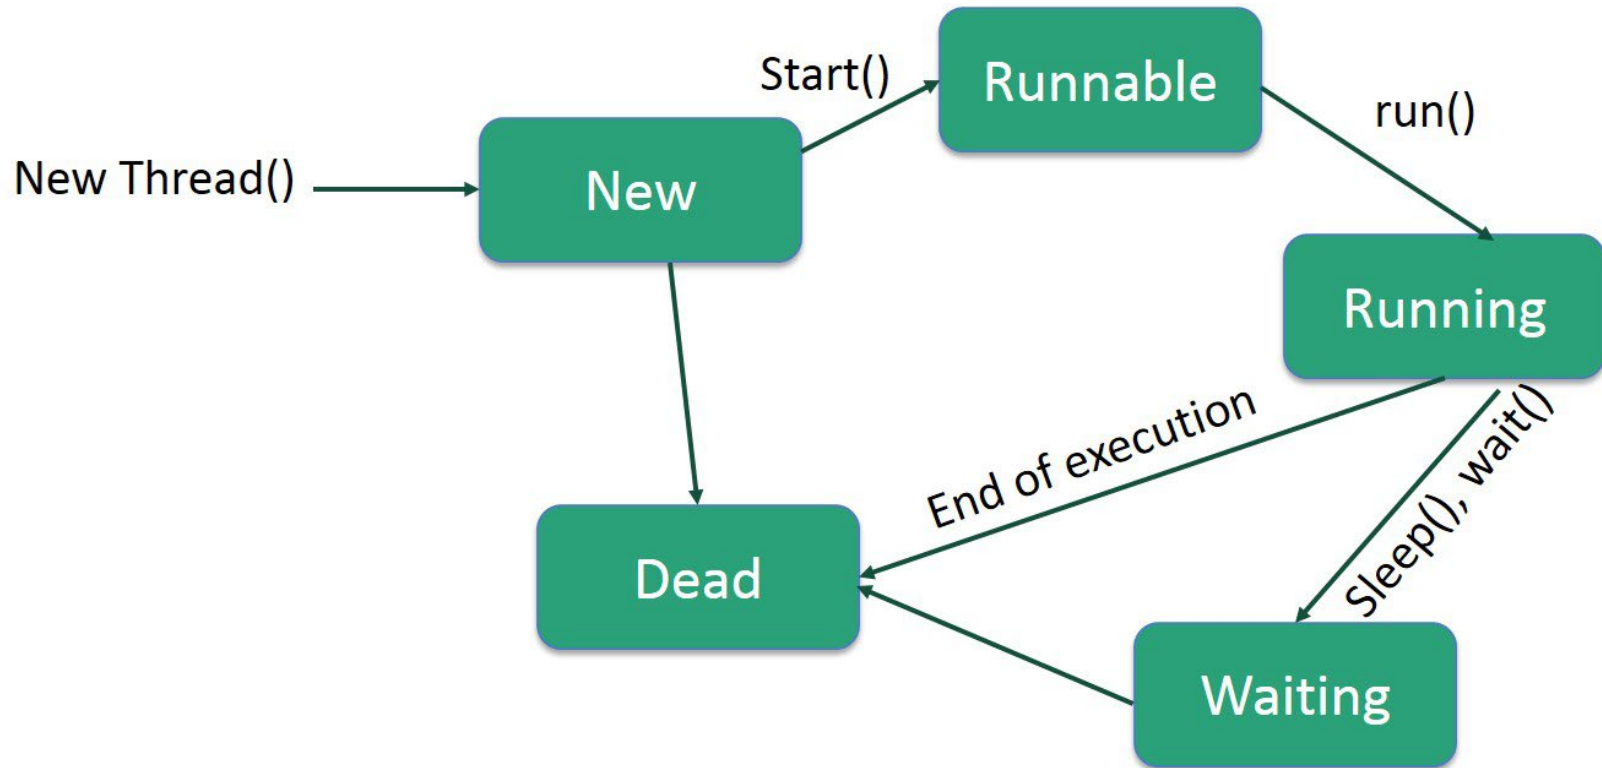 New Thread()
New
Start()
Runnable
run()
Running
End of execution
Sleep(), wait()
Dead
Waiting